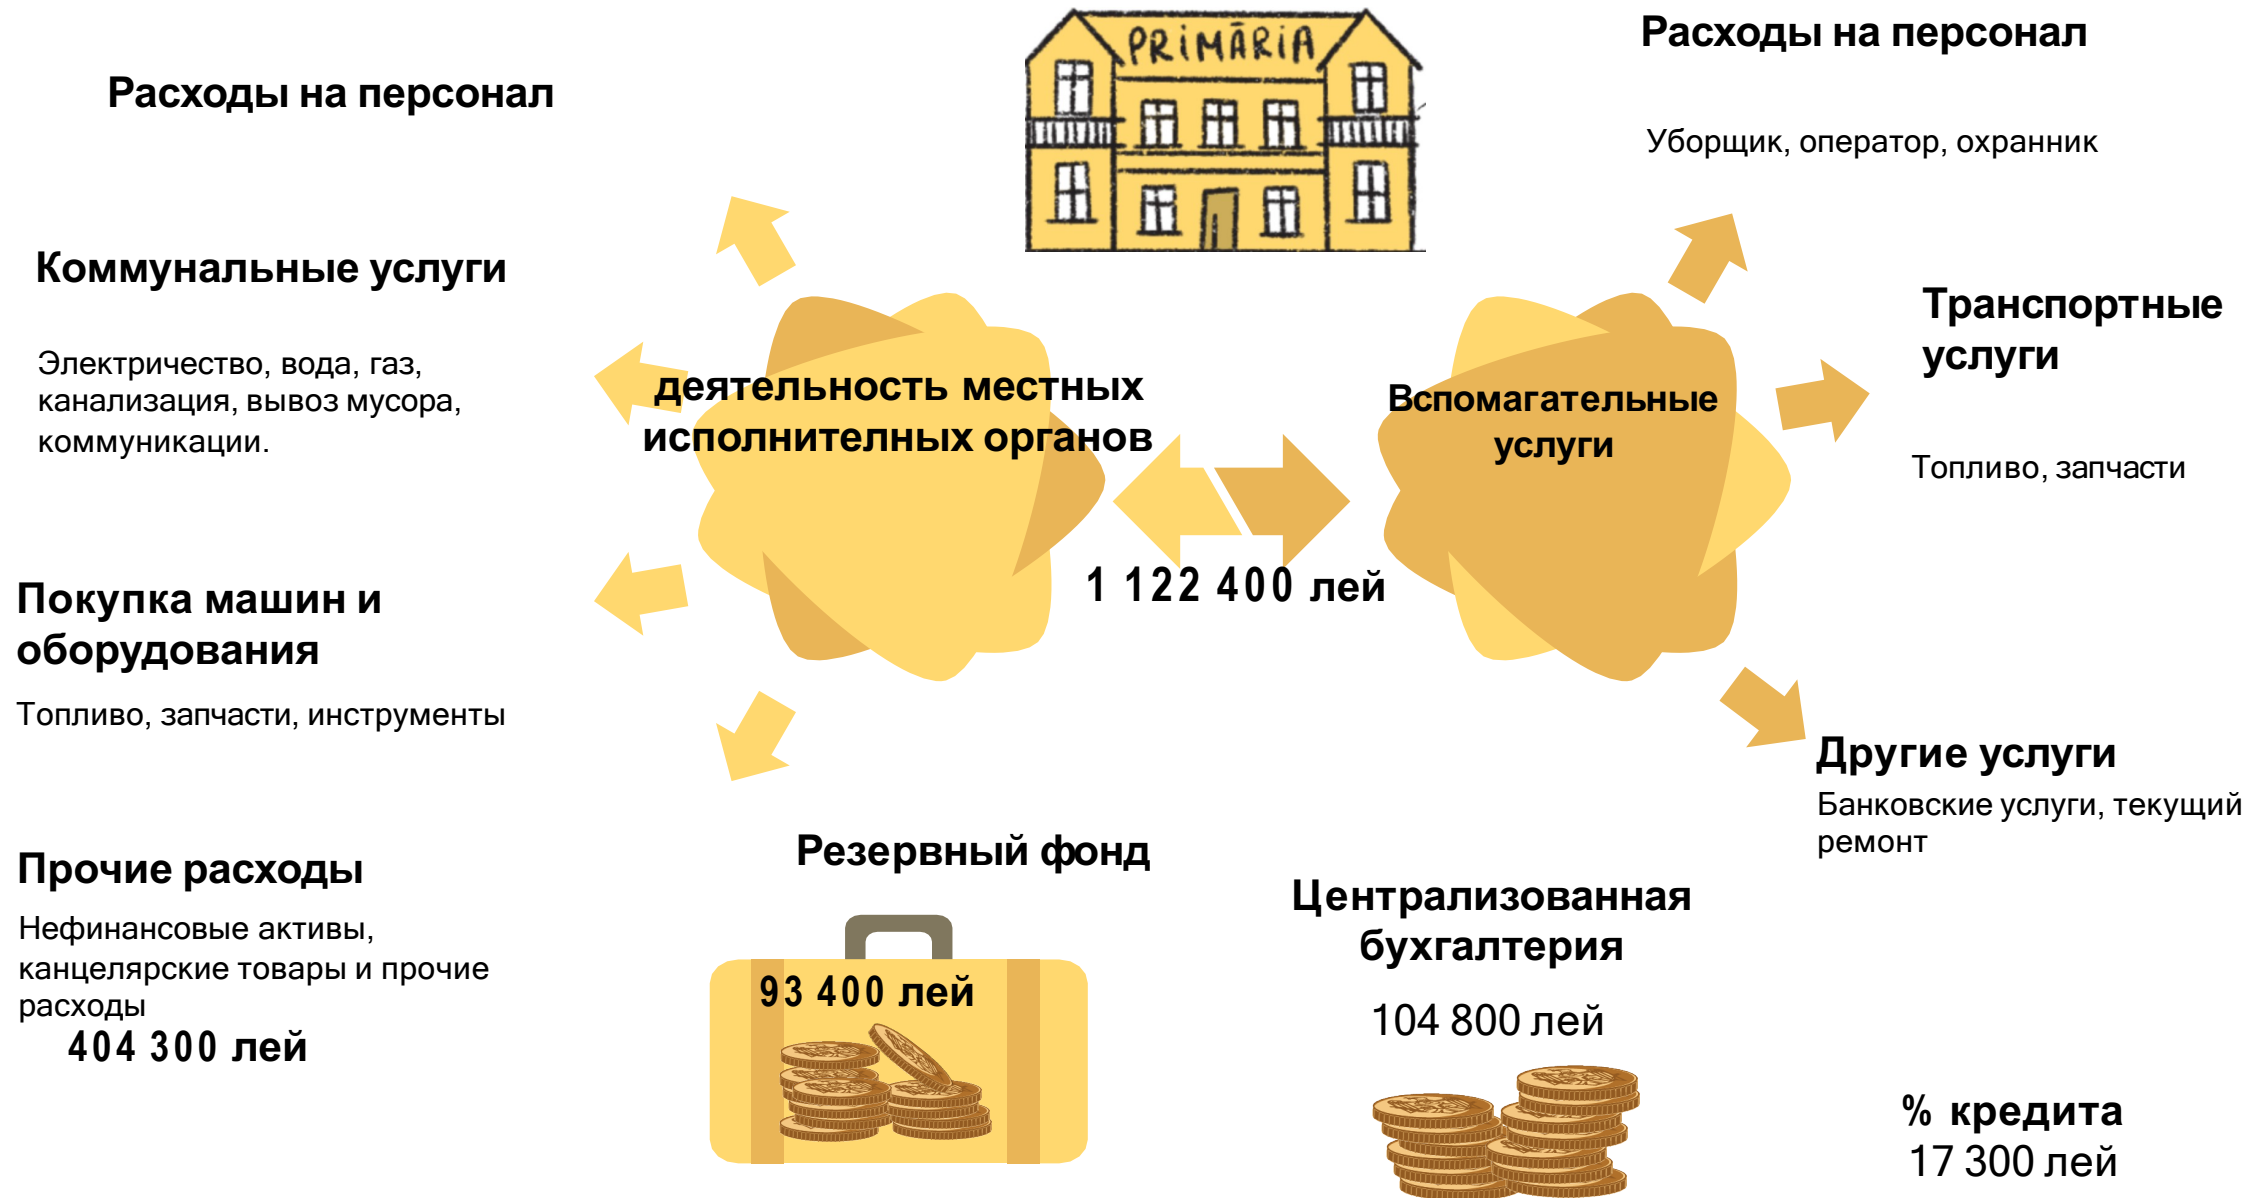 PRiMĂRiA
Расходы на персонал
Расходы на персонал
Уборщик, оператор, охранник
Коммунальные услуги
Электричество, вода, газ,
канализация, вывоз мусора,
коммуникации.
деятельность местных
исполнителных органов
Вспомагательные
услуги
Транспортные
услуги
Топливо, запчасти
1 122 400 лей
Покупка машин и
оборудования
Топливо, запчасти, инструменты
Другие услуги
Банковские услуги, текущий
ремонт
Прочие расходы
Нефинансовые активы,
канцелярские товары и прочие
расходы
404 300 лей
Резервный фонд
93 400 лей
Централизованная
бухгалтерия
104 800 лей
% кредита
17 300 лей